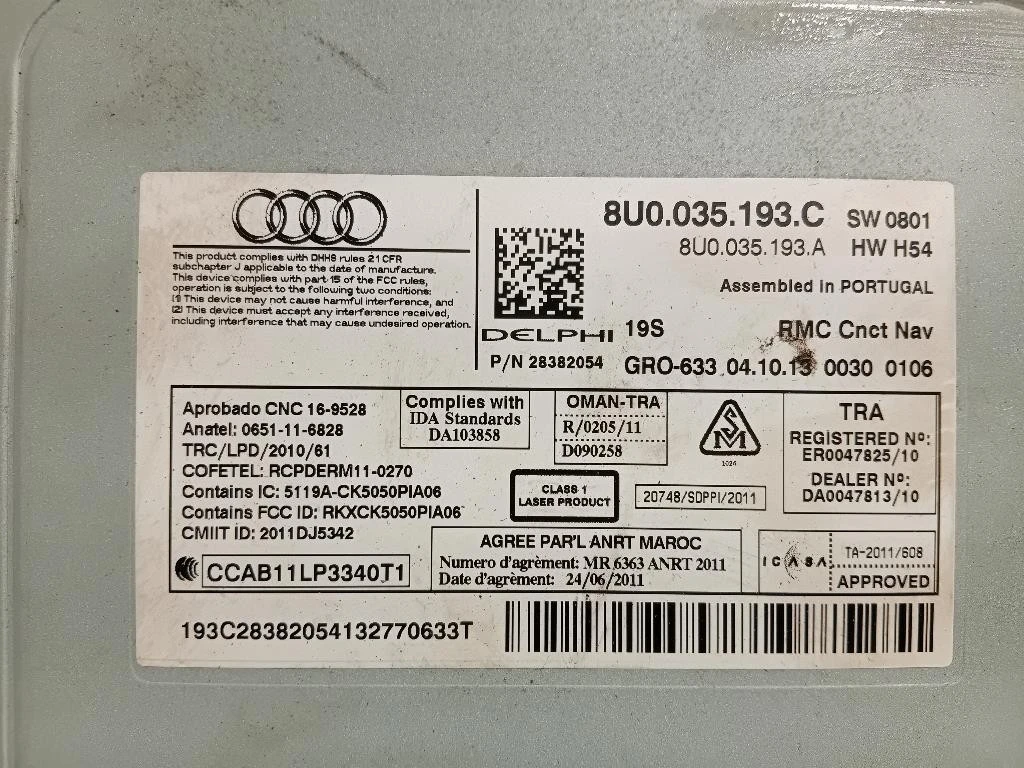 This product complies with DHHS rules 21 CFR
subchapter J applicable to the date of manufacture.
This device complies with part 15 of the FCC rules,
operation is subject to the following two conditions:
(1) This device may not cause harmful interference, and
(2) This device must accept any interference received,
including interference that may cause undesired operation.
DELPHI
P/N 28382054
8U0.035.193.C SW 0801
8U0.035.193.A HW H54
Assembled in PORTUGAL
19S RMC Cnct Nav
GRO-633 04.10.13 0030 0106
Aprobado CNC 16-9528
Anatel: 0651-11-6828
TRC/LPD/2010/61
COFETEL: RCPDERM11-0270
Contains IC: 5119A-CK5050PIA06
Contains FCC ID: RKXCK5050PIA06
CMIIT ID: 2011DJ5342
CCAB11LP3340T1
Complies with
IDA Standards
DA103858
OMAN-TRA
R/0205/11
D090258
CLASS 1
LASER PRODUCT
SM
1024
20748/SDPPI/2011
TRA
REGISTERED Nº:
ER0047825/10
DEALER Nº:
DA0047813/10
AGREE PAR'L ANRT MAROC
Numero d'agrèment: MR 6363 ANRT 2011
Date d'agrèment: 24/06/2011
ICASA
TA-2011/608
APPROVED
193C28382054132770633T